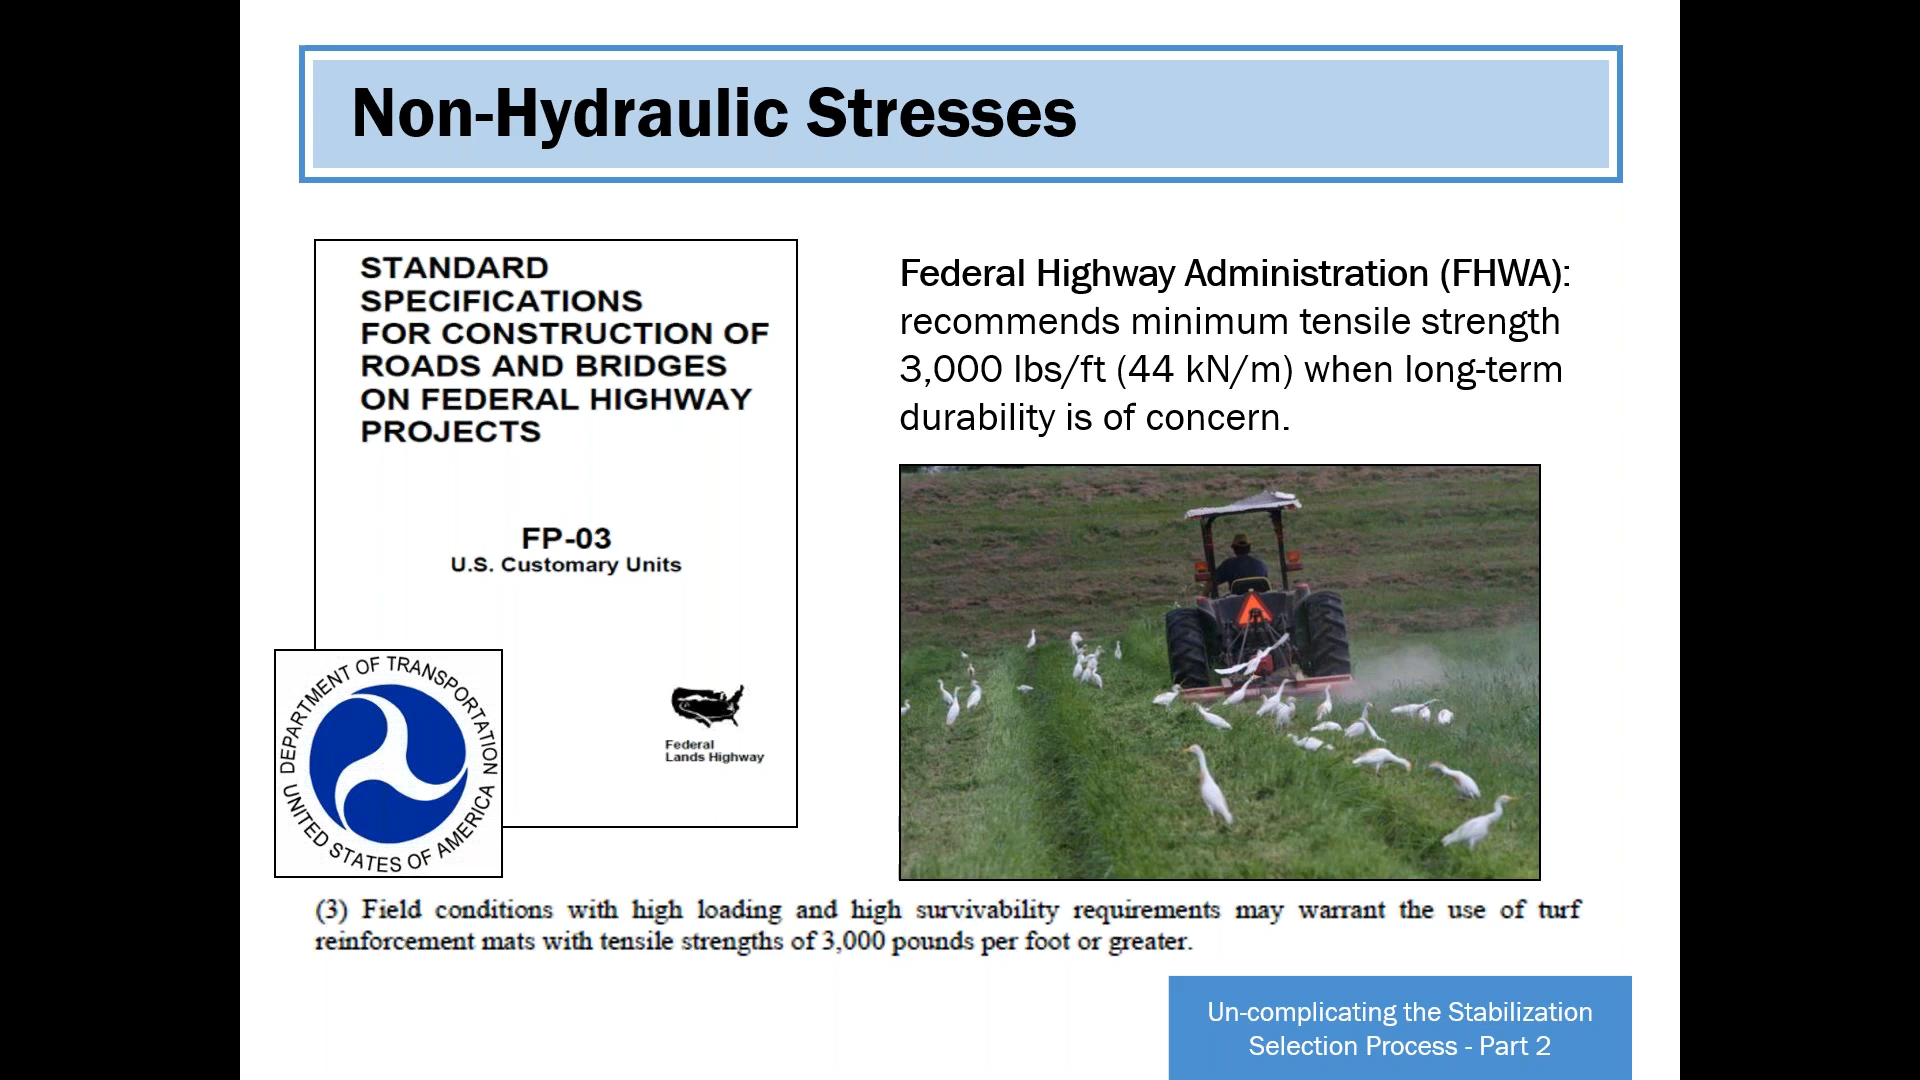 Non-Hydraulic Stresses
STANDARD
SPECIFICATIONS
FOR CONSTRUCTION OF
ROADS AND BRIDGES
ON FEDERAL HIGHWAY
PROJECTS
FP-03
U.S. Customary Units
Federal
Lands Highway
DEPARTMENT OF TRANSPORTATION
UNITED STATES OF AMERICA
Federal Highway Administration (FHWA):
recommends minimum tensile strength
3,000 lbs/ft (44 kN/m) when long-term
durability is of concern.
(3) Field conditions with high loading and high survivability requirements may warrant the use of turf
reinforcement mats with tensile strengths of 3,000 pounds per foot or greater.
Un-complicating the Stabilization
Selection Process - Part 2